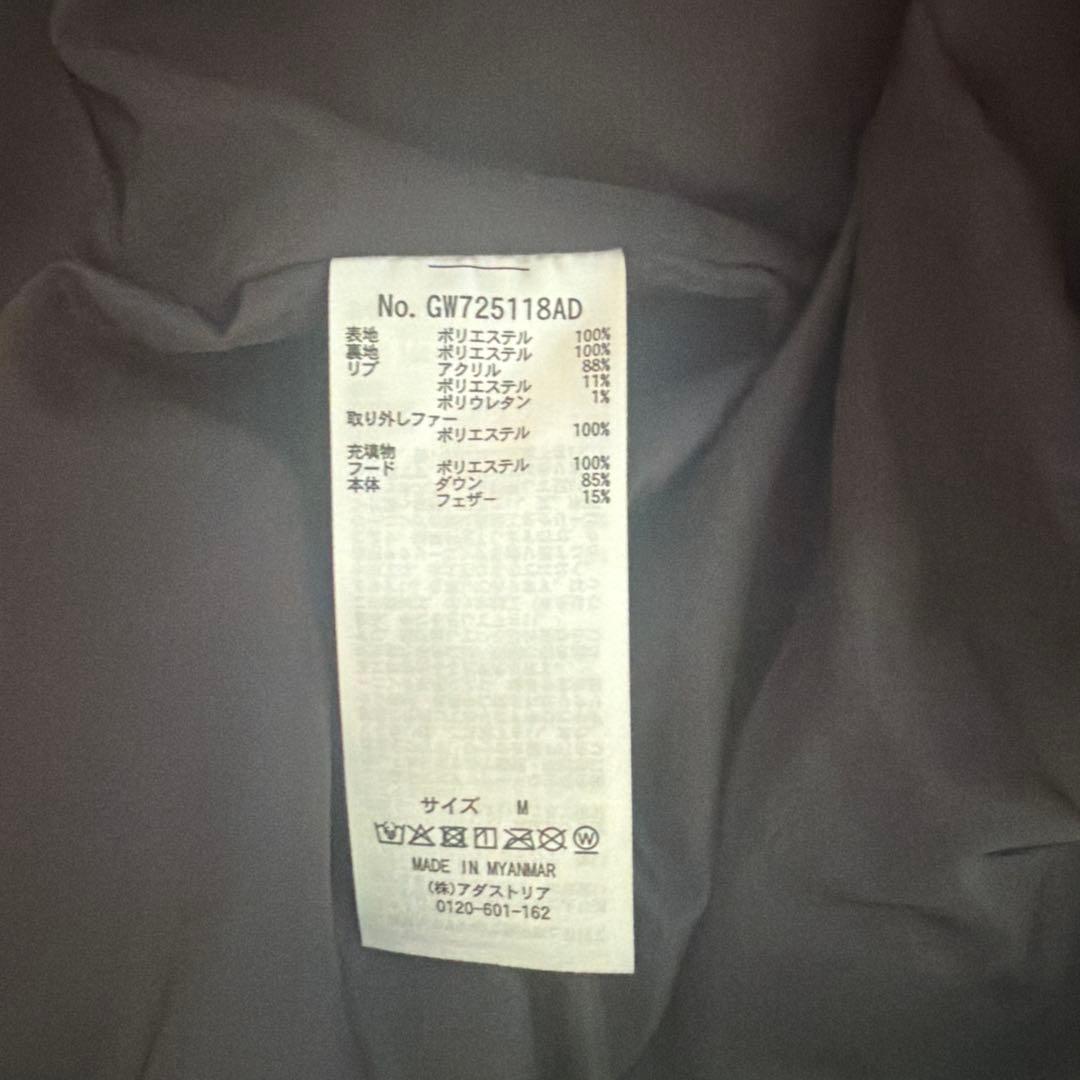 No. GW725118AD
表地 ポリエステル 100%
裏地 ポリエステル 100%
リブ アクリル 88%
ポリエステル 11%
ポリウレタン 1%
取り外しファー
ポリエステル 100%
充填物
フード ポリエステル 100%
本体 ダウン 85%
フェザー 15%
サイズ M
W
MADE IN MYANMAR
(株)アダストリア
0120-601-162